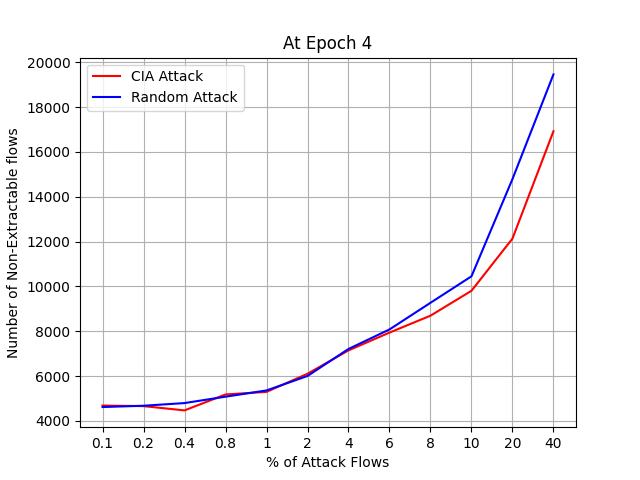 At Epoch 4
CIA Attack
Random Attack
Number of Non-Extractable flows
20000
18000
16000
14000
12000
10000
8000
6000
4000
0.1 0.2 0.4 0.8 1 2 4 6 8 10 20 40
% of Attack Flows